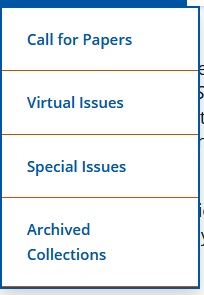 Call for Papers
Virtual Issues
Special Issues
Archived
Collections